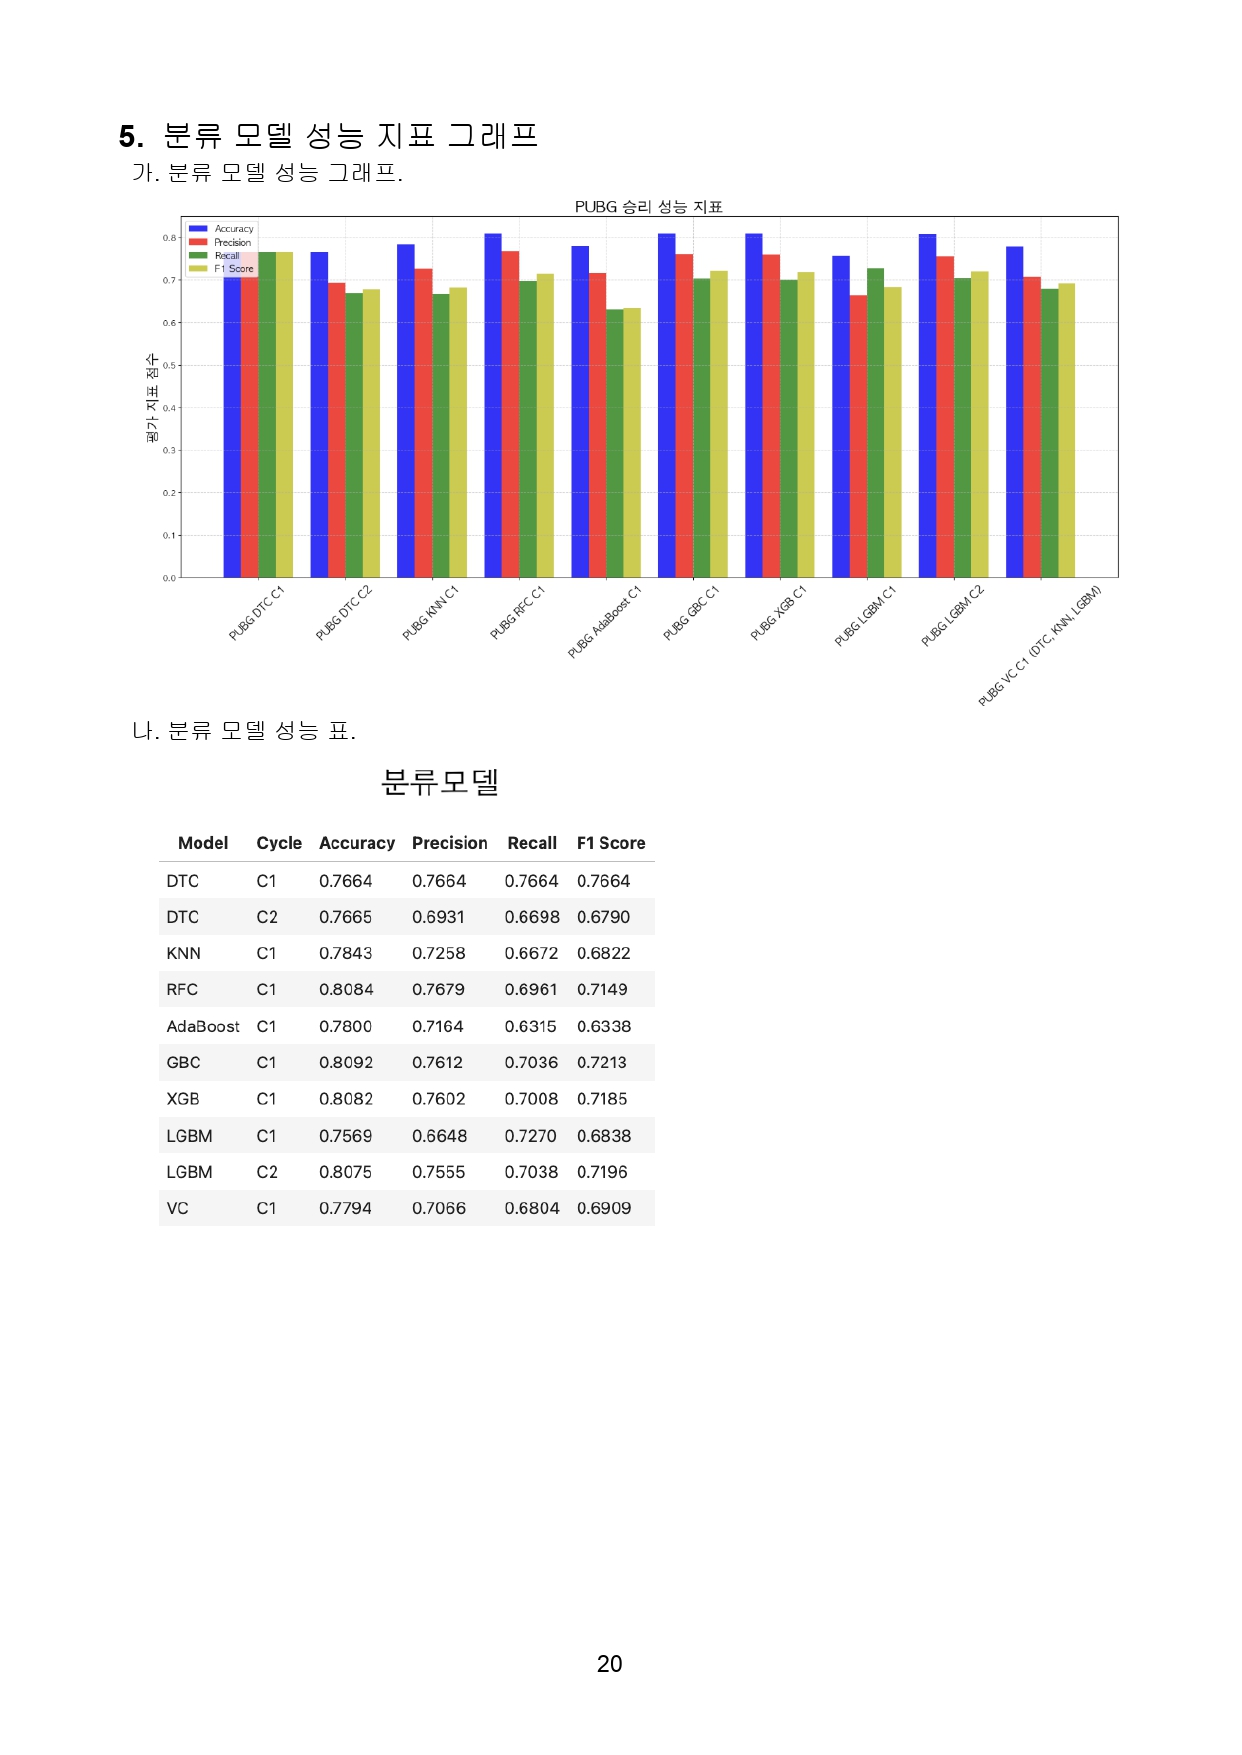 5. 분류 모델 성능 지표 그래프
가. 분류 모델 성능 그래프.
PUBG 승리 성능 지표
Accuracy
Precision
Recall
F1 Score
평가 지표 점수
0.8
0.7
0.6
0.5
0.4
0.3
0.2
0.1
0.0
PUBG DTC C1
PUBG DTC C2
PUBG KNN C1
PUBG RFC C1
PUBG AdaBoost C1
PUBG GBC C1
PUBG XGB C1
PUBG LGBM C1
PUBG LGBM C2
PUBG VC C1 (DTC, KNN, LGBM)
나. 분류 모델 성능 표.
분류모델
Model Cycle Accuracy Precision Recall F1 Score
DTC C1 0.7664 0.7664 0.7664 0.7664
DTC C2 0.7665 0.6931 0.6698 0.6790
KNN C1 0.7843 0.7258 0.6672 0.6822
RFC C1 0.8084 0.7679 0.6961 0.7149
AdaBoost C1 0.7800 0.7164 0.6315 0.6338
GBC C1 0.8092 0.7612 0.7036 0.7213
XGB C1 0.8082 0.7602 0.7008 0.7185
LGBM C1 0.7569 0.6648 0.7270 0.6838
LGBM C2 0.8075 0.7555 0.7038 0.7196
VC C1 0.7794 0.7066 0.6804 0.6909
20